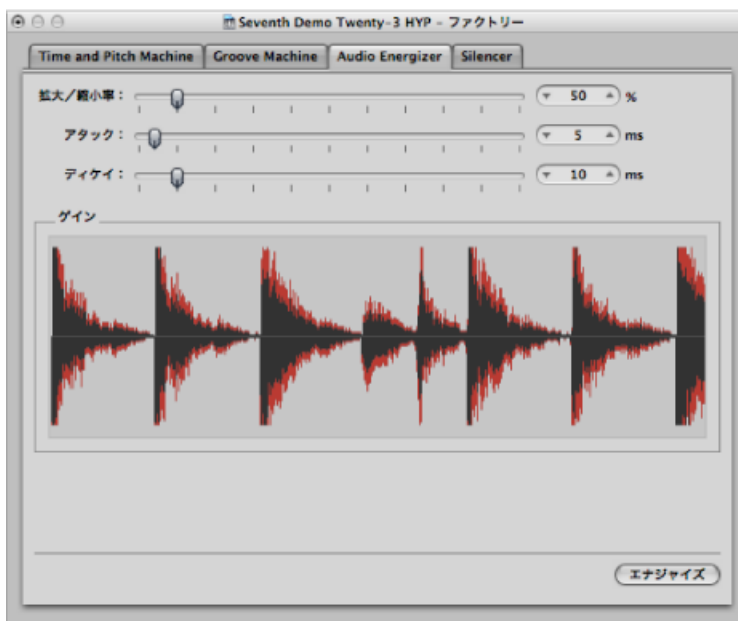 Seventh Demo Twenty-3 HYP - ファクトリー
Time and Pitch Machine Groove Machine Audio Energizer Silencer
拡大／縮小率： 50 %
アタック： 5 ms
ディケイ： 10 ms
ゲイン
エナジャイズ